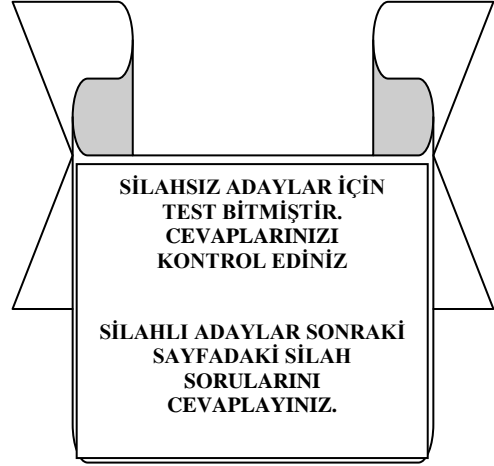 SİLAHSIZ ADAYLAR İÇİN
TEST BİTMİŞTİR.
CEVAPLARINIZI
KONTROL EDİNİZ
SİLAHLI ADAYLAR SONRAKİ
SAYFADAKİ SİLAH
SORULARINI
CEVAPLAYINIZ.